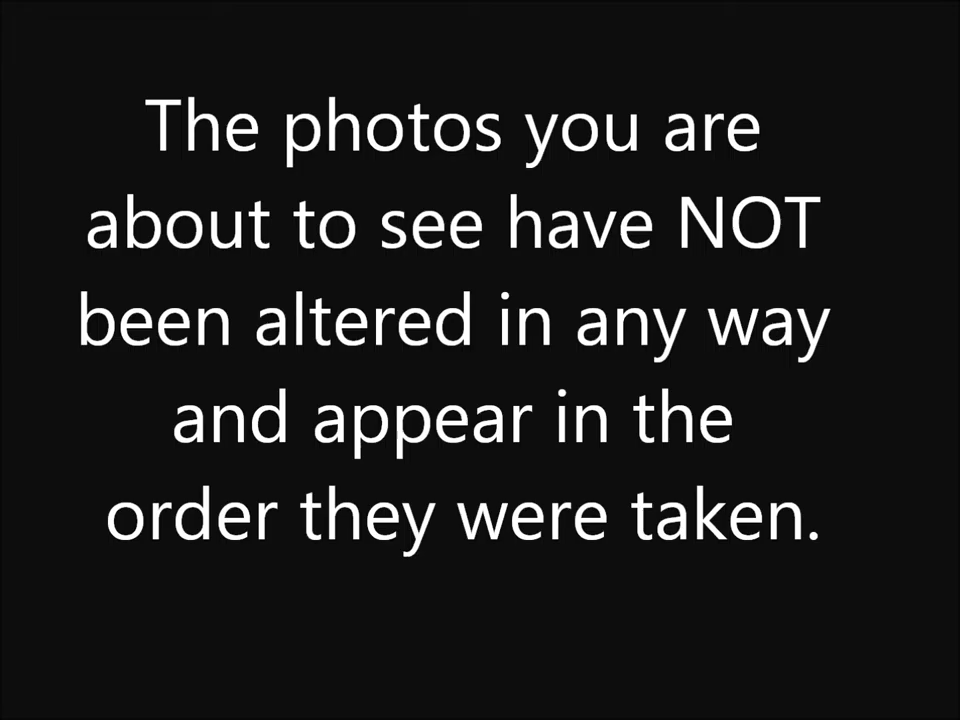 The photos you are
about to see have NOT
been altered in any way
and appear in the
order they were taken.